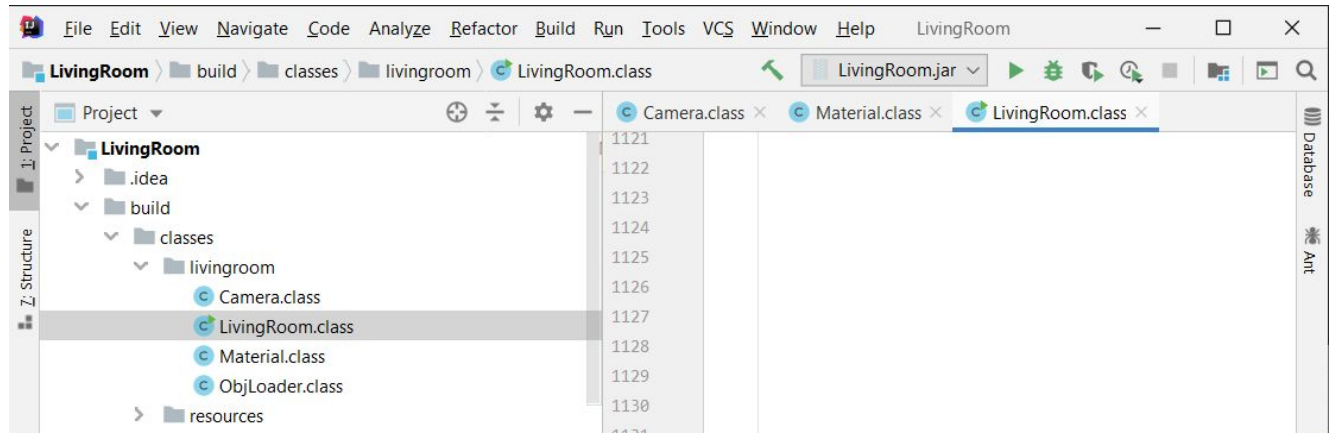 File Edit View Navigate Code Analyze Refactor Build Run Tools VCS Window Help LivingRoom
LivingRoom build classes livingroom LivingRoom.class LivingRoom.jar
Project
Camera.class Material.class LivingRoom.class
1: Project
Z: Structure
LivingRoom
.idea
build
classes
livingroom
Camera.class
LivingRoom.class
Material.class
ObjLoader.class
resources
1121
1122
1123
1124
1125
1126
1127
1128
1129
1130
1131
Database
Ant